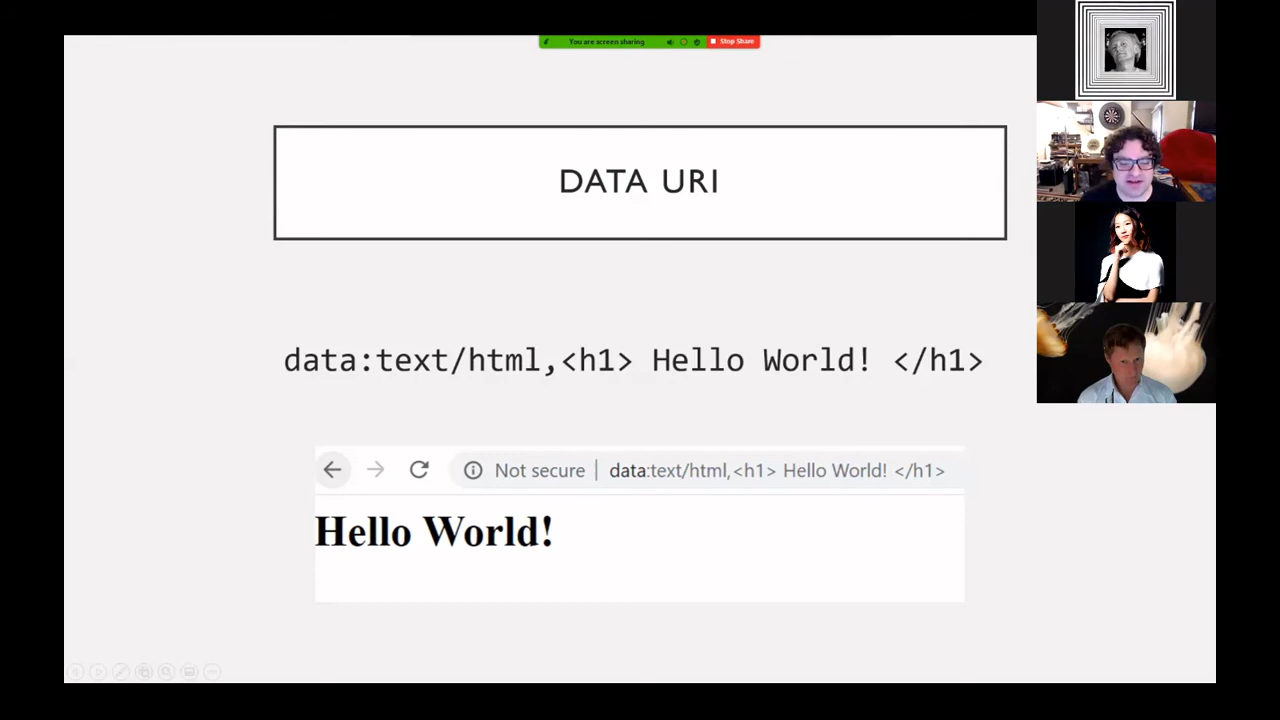 You are screen sharing
Stop Share
DATA URI
data:text/html,<h1> Hello World! </h1>
Not secure | data:text/html,<h1> Hello World! </h1>
Hello World!